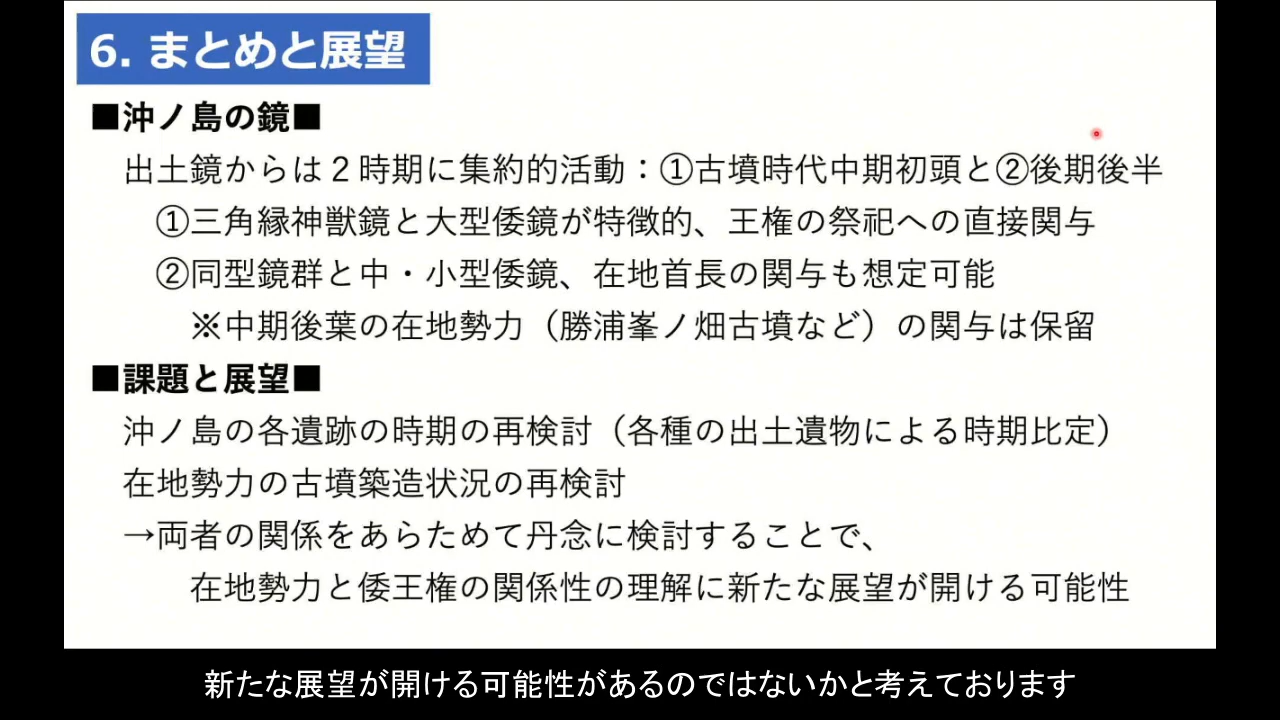 6. まとめと展望
■沖ノ島の鏡■
出土鏡からは２時期に集約的活動：①古墳時代中期初頭と②後期後半
①三角縁神獣鏡と大型倭鏡が特徴的、王権の祭祀への直接関与
②同型鏡群と中・小型倭鏡、在地首長の関与も想定可能
※中期後葉の在地勢力（勝浦峯ノ畑古墳など）の関与は保留
■課題と展望■
沖ノ島の各遺跡の時期の再検討（各種の出土遺物による時期比定）
在地勢力の古墳築造状況の再検討
→両者の関係をあらためて丹念に検討することで、
在地勢力と倭王権の関係性の理解に新たな展望が開ける可能性
新たな展望が開ける可能性があるのではないかと考えております